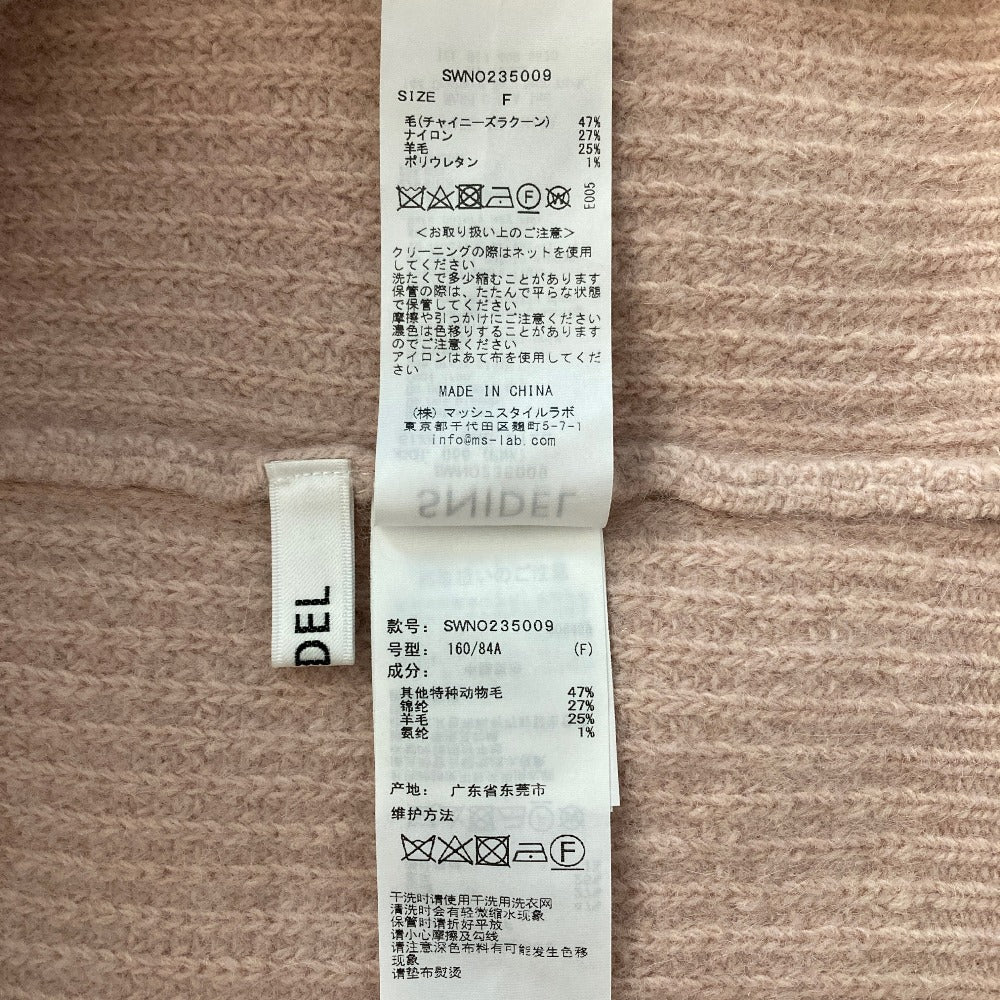 SWNO235009
SIZE F
毛(チャイニーズラクーン) 47%
ナイロン 27%
羊毛 25%
ポリウレタン 1%
F W E005
<お取り扱い上のご注意>
クリーニングの際はネットを使用
してください
洗たくで多少縮むことがあります
保管の際は、たたんで平らな状態
で保管してください
摩擦や引っかけにご注意ください
濃色は色移りすることがあります
のでご注意ください
アイロンはあて布を使用してくだ
さい
MADE IN CHINA
(株) マッシュスタイルラボ
東京都千代田区麹町5-7-1
info@ms-lab.com
SNIDEL
DEL
款号: SWNO235009
号型: 160/84A (F)
成分:
其他特种动物毛 47%
锦纶 27%
羊毛 25%
氨纶 1%
产地: 广东省东莞市
维护方法
F
干洗时请使用干洗用洗衣网
清洗时会有轻微缩水现象
保管时请折好平放
请小心摩擦及勾线
请注意深色布料有可能发生色移
现象
请垫布熨烫